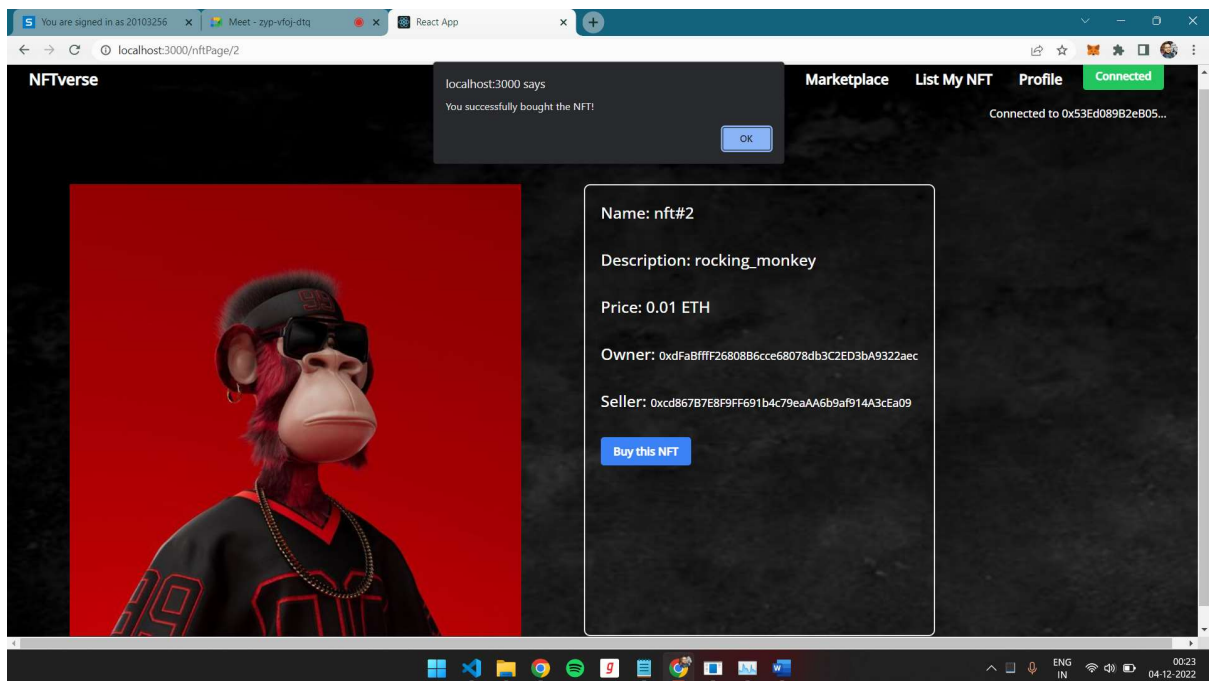 You are signed in as 20103256
Meet - zyp-vfoj-dtq
React App
localhost:3000/nftPage/2
NFTverse
localhost:3000 says
You successfully bought the NFT!
OK
Marketplace List My NFT Profile Connected
Connected to 0x53Ed089B2eB05...
Name: nft#2
Description: rocking_monkey
Price: 0.01 ETH
Owner: 0xdFaBfffF26808B6cce68078db3C2ED3bA9322aec
Seller: 0xcd867B7E8F9FF691b4c79eaAA6b9af914A3cEa09
Buy this NFT
99
99
ENG
IN
00:23
04-12-2022